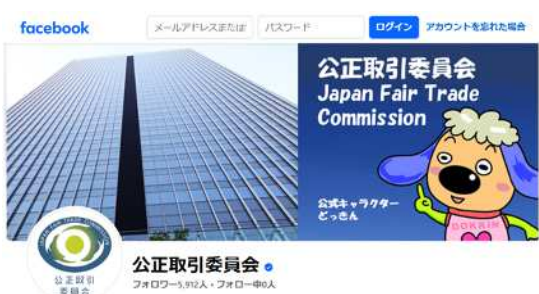 facebook
メールアドレスまたは
パスワード
ログイン
アカウントを忘れた場合
公正取引委員会
Japan Fair Trade
Commission
公式キャラクター
どっきん
DOKKIN
JAPAN FAIR TRADE COMMISSION
公正取引
委員会
公正取引委員会
フォロワー5,912人・フォロー中0人